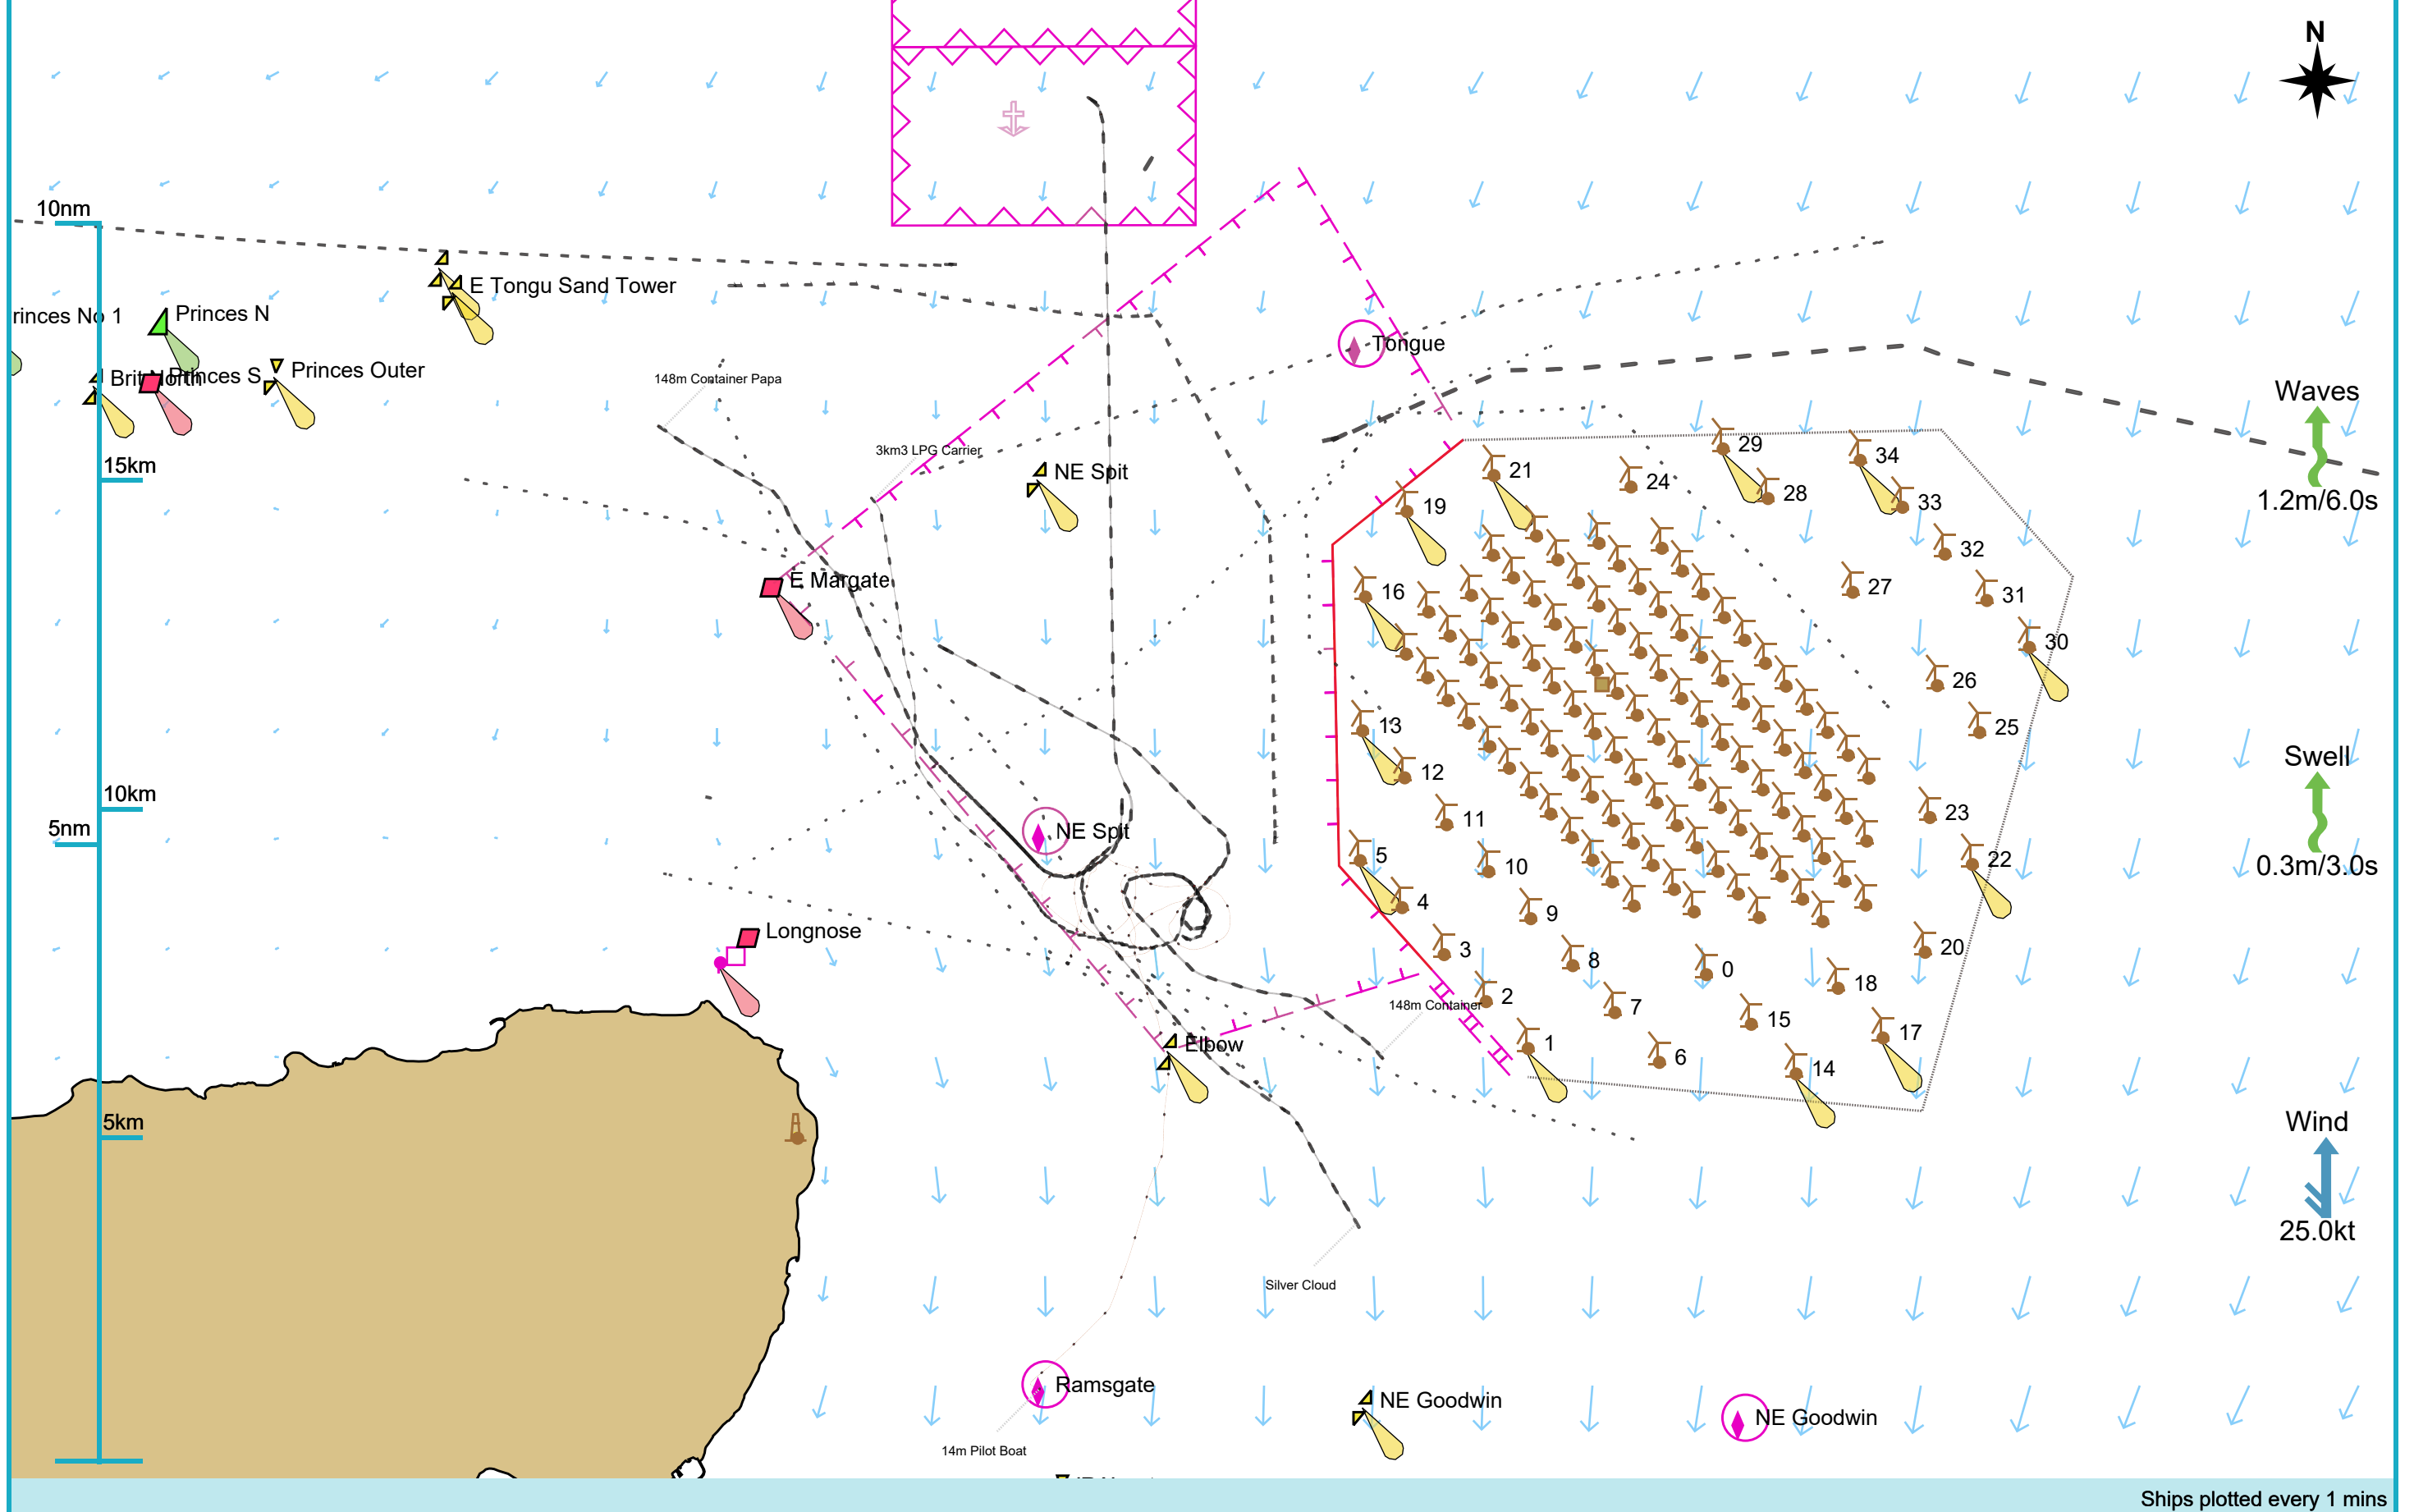 N
10nm
E Tongu Sand Tower
rinces No 1
Princes N
Tongue
Princes Outer
Brit North
Princes S
148m Container Papa
Waves
1.2m/6.0s
3km3 LPG Carrier
15km
NE Spit
29
34
21
24
28
33
19
32
E Margate
16
27
31
30
26
13
25
12
Swell
0.3m/3.0s
10km
5nm
11
23
NE Spit
5
10
22
4
9
Longnose
3
8
0
20
18
2
7
148m Container
15
17
Elbow
1
6
14
5km
Wind
25.0kt
Silver Cloud
Ramsgate
NE Goodwin
NE Goodwin
14m Pilot Boat
Ships plotted every 1 mins